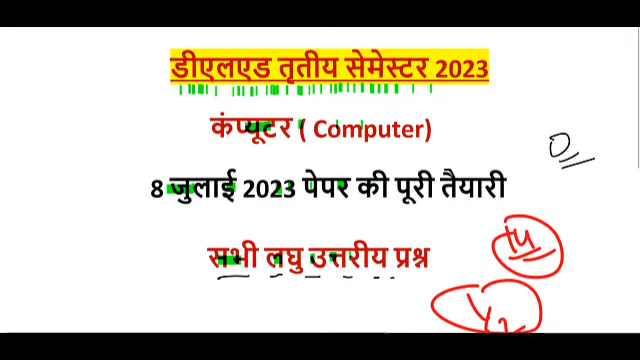 डीएलएड तृतीय सेमेस्टर 2023
कंप्यूटर ( Computer)
8 जुलाई 2023 पेपर की पूरी तैयारी
सभी लघु उत्तरीय प्रश्न